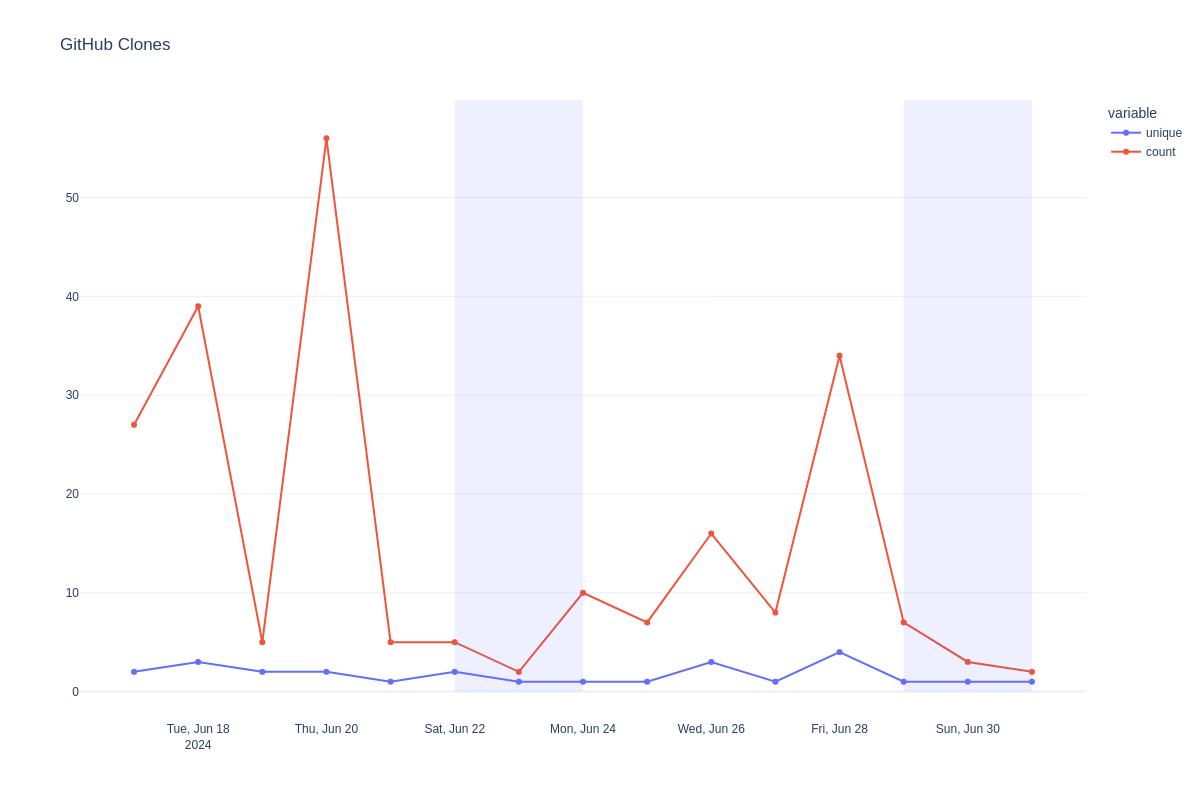 GitHub Clones
variable
unique
count
50
40
30
20
10
0
Tue, Jun 18
2024
Thu, Jun 20
Sat, Jun 22
Mon, Jun 24
Wed, Jun 26
Fri, Jun 28
Sun, Jun 30